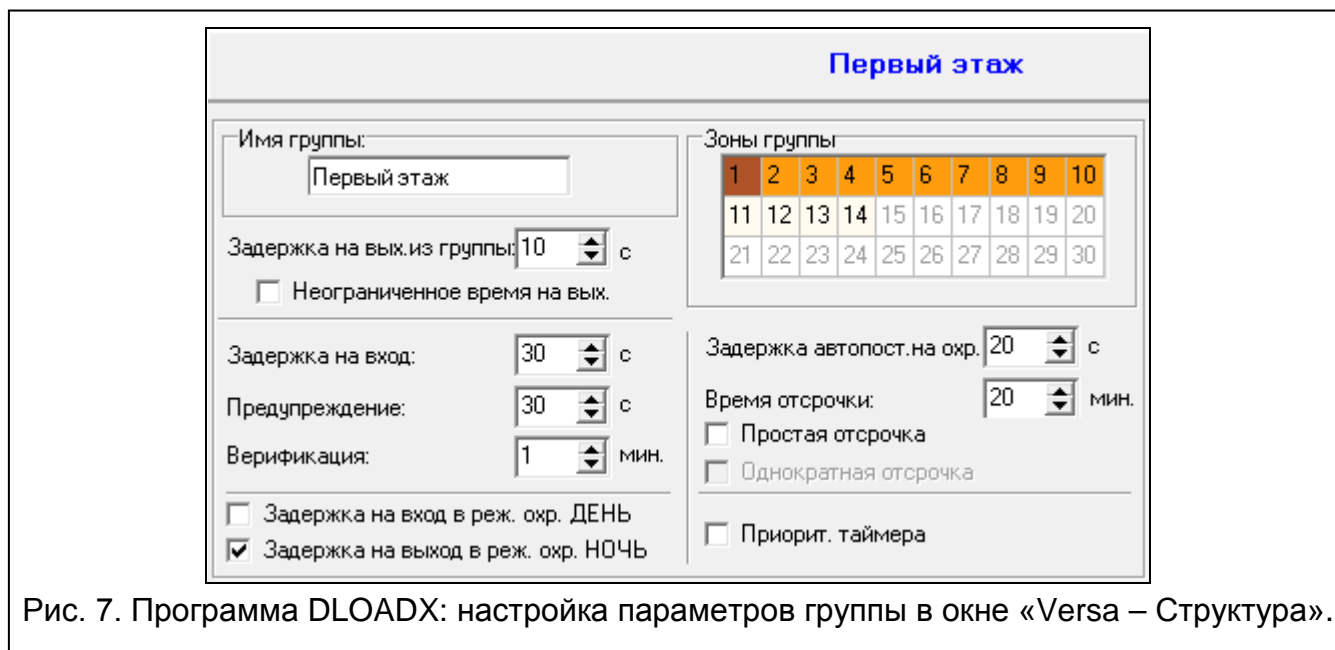 Первый этаж
Имя группы:
Первый этаж
Задержка на вых.из группы: 10 с
Неограниченное время на вых.
Задержка на вход: 30 с
Предупреждение: 30 с
Верификация: 1 мин.
Задержка на вход в реж. охр. ДЕНЬ
Задержка на выход в реж. охр. НОЧЬ
Зоны группы
1 2 3 4 5 6 7 8 9 10
11 12 13 14 15 16 17 18 19 20
21 22 23 24 25 26 27 28 29 30
Задержка автопост.на охр. 20 с
Время отсрочки: 20 мин.
Простая отсрочка
Однократная отсрочка
Приорит. таймера
Рис. 7. Программа DLOADX: настройка параметров группы в окне «Versa – Структура».